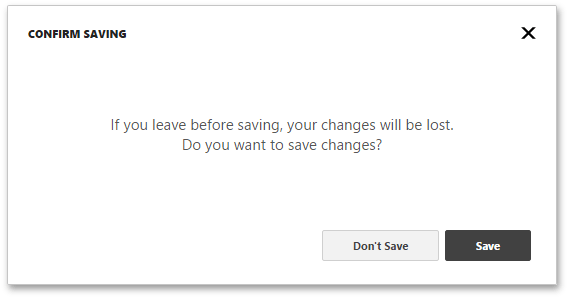 CONFIRM SAVING
If you leave before saving, your changes will be lost.
Do you want to save changes?
Don't Save
Save